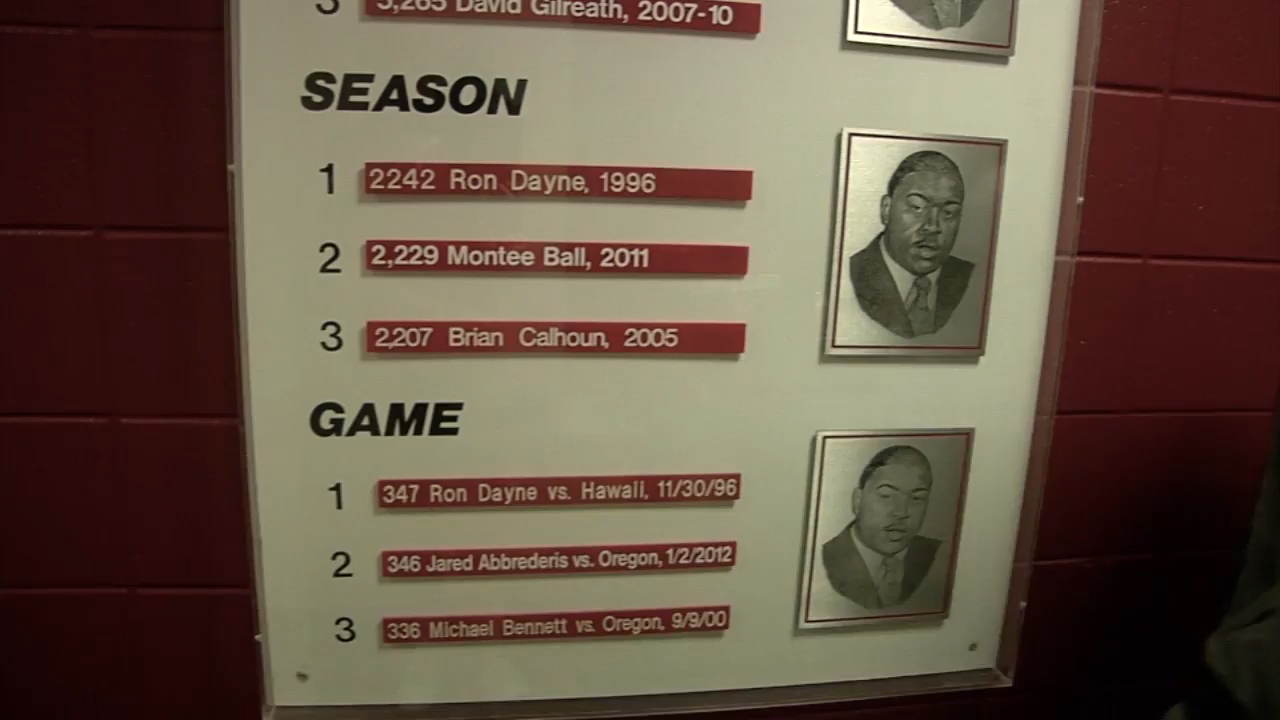 3 3,265 David Gilreath, 2007-10
SEASON
1 2242 Ron Dayne, 1996
2 2,229 Montee Ball, 2011
3 2,207 Brian Calhoun, 2005
GAME
1 347 Ron Dayne vs. Hawaii, 11/30/96
2 346 Jared Abbrederis vs. Oregon, 1/2/2012
3 336 Michael Bennett vs. Oregon, 9/9/00